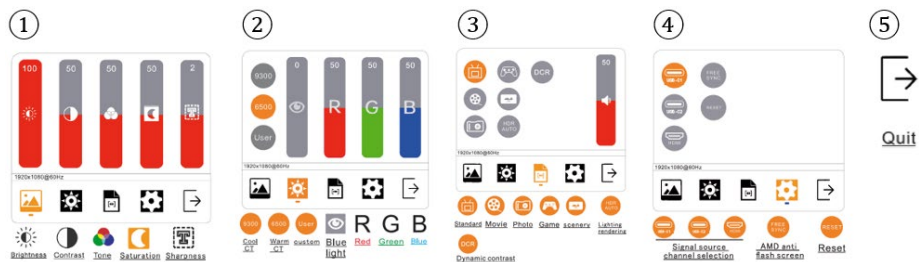 ① ② ③ ④ ⑤
100 50 50 50 2
1920x1080@60Hz
Brightness Contrast Tone Saturation Sharpness
0 50 50 50
9300
6500
User
R G B
1920x1080@60Hz
9300 6500 User R G B
Cool CT Warm CT custom Blue light Red Green Blue
50
DCR
HDR AUTO
1920x1080@60Hz
HDR AUTO
Standard Movie Photo Game scenery Lighting rendering
DCR
Dynamic contrast
FREE SYNC
RESET
1920x1080@60Hz
FREE SYNC RESET
Signal source channel selection AMD anti flash screen Reset
Quit